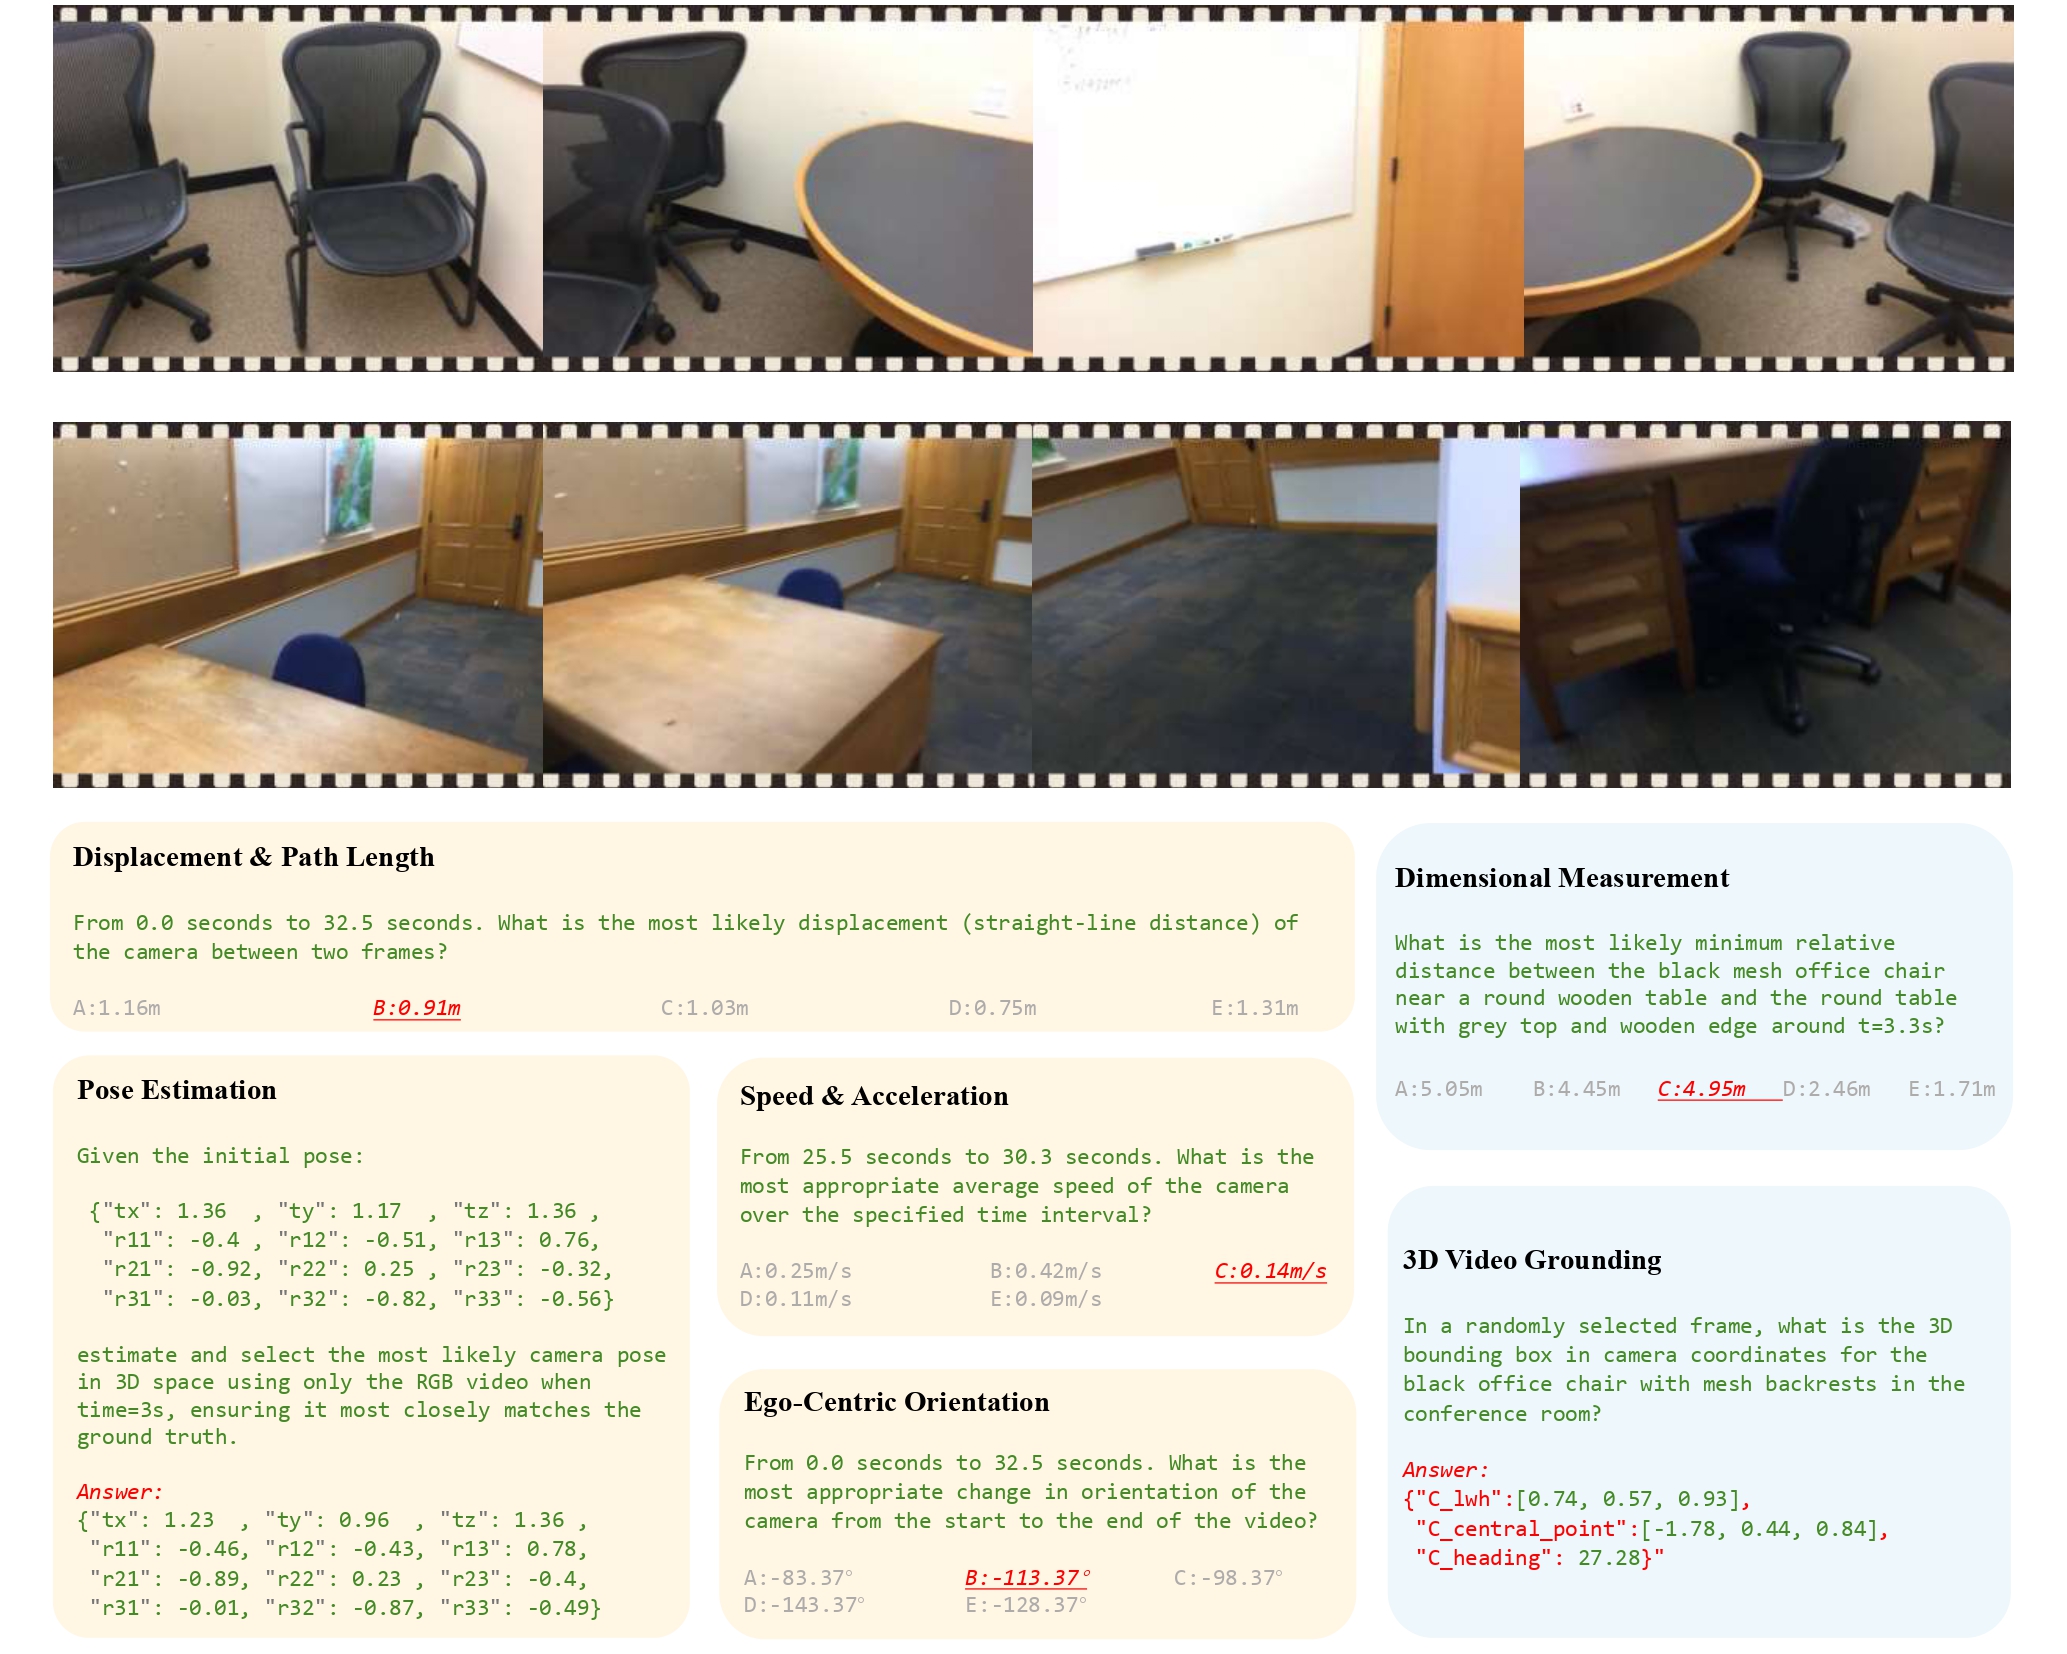 Displacement & Path Length
From 0.0 seconds to 32.5 seconds. What is the most likely displacement (straight-line distance) of
the camera between two frames?
A:1.16m B:0.91m C:1.03m D:0.75m E:1.31m
Dimensional Measurement
What is the most likely minimum relative
distance between the black mesh office chair
near a round wooden table and the round table
with grey top and wooden edge around t=3.3s?
A:5.05m B:4.45m C:4.95m D:2.46m E:1.71m
Pose Estimation
Given the initial pose:
{"tx": 1.36 , "ty": 1.17 , "tz": 1.36 ,
"r11": -0.4 , "r12": -0.51, "r13": 0.76,
"r21": -0.92, "r22": 0.25 , "r23": -0.32,
"r31": -0.03, "r32": -0.82, "r33": -0.56}
estimate and select the most likely camera pose
in 3D space using only the RGB video when
time=3s, ensuring it most closely matches the
ground truth.
Answer:
{"tx": 1.23 , "ty": 0.96 , "tz": 1.36 ,
"r11": -0.46, "r12": -0.43, "r13": 0.78,
"r21": -0.89, "r22": 0.23 , "r23": -0.4,
"r31": -0.01, "r32": -0.87, "r33": -0.49}
Speed & Acceleration
From 25.5 seconds to 30.3 seconds. What is the
most appropriate average speed of the camera
over the specified time interval?
A:0.25m/s B:0.42m/s C:0.14m/s
D:0.11m/s E:0.09m/s
Ego-Centric Orientation
From 0.0 seconds to 32.5 seconds. What is the
most appropriate change in orientation of the
camera from the start to the end of the video?
A:-83.37° B:-113.37° C:-98.37°
D:-143.37° E:-128.37°
3D Video Grounding
In a randomly selected frame, what is the 3D
bounding box in camera coordinates for the
black office chair with mesh backrests in the
conference room?
Answer:
{"C_lwh":[0.74, 0.57, 0.93],
"C_central_point":[-1.78, 0.44, 0.84],
"C_heading": 27.28}"